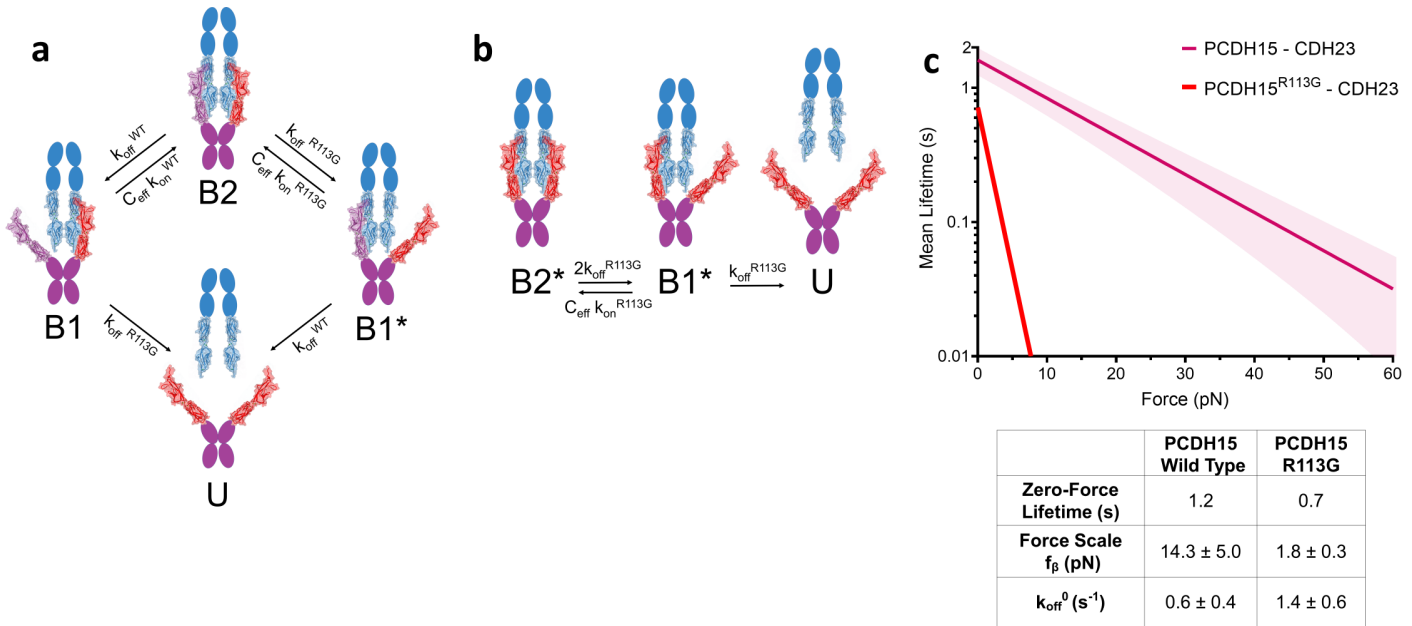 a
B2
k_off^WT
C_eff k_on^WT
k_off^R113G
C_eff k_on^R113G
B1
B1*
k_off^R113G
k_off^WT
U
b
B2*
2k_off^R113G
C_eff k_on^R113G
B1*
k_off^R113G
U
c
PCDH15 - CDH23
PCDH15^R113G - CDH23
Mean Lifetime (s)
2
1
0.1
0.01
0 10 20 30 40 50 60
Force (pN)
PCDH15 PCDH15
Wild Type R113G
Zero-Force
Lifetime (s) 1.2 0.7
Force Scale
f_β (pN) 14.3 ± 5.0 1.8 ± 0.3
k_off^0 (s^-1) 0.6 ± 0.4 1.4 ± 0.6